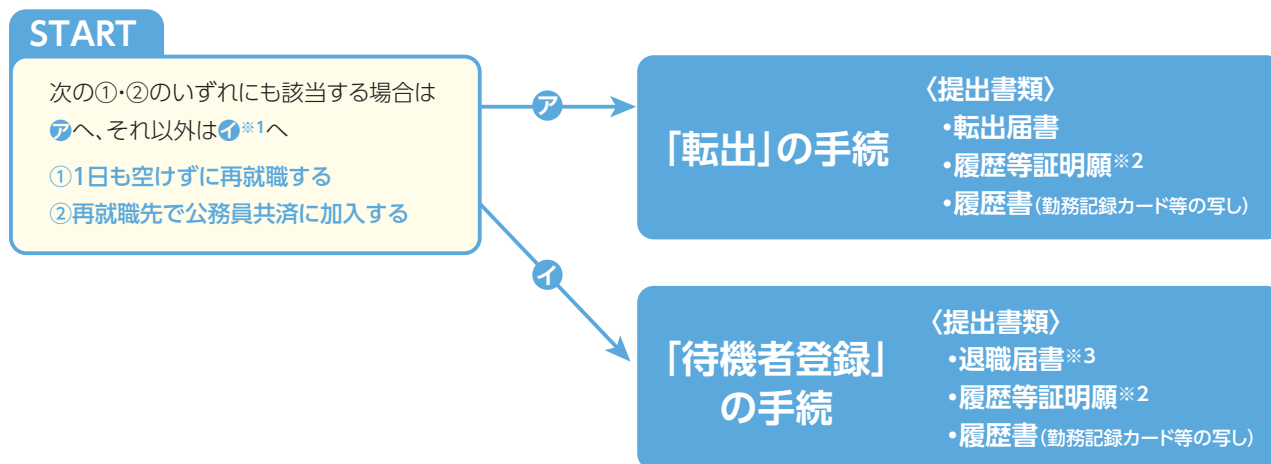 START
次の①・②のいずれにも該当する場合は
㋐へ、それ以外は㋑※1へ
①1日も空けずに再就職する
②再就職先で公務員共済に加入する
ア
「転出」の手続
〈提出書類〉
・転出届書
・履歴等証明願※2
・履歴書(勤務記録カード等の写し)
イ
「待機者登録」
の手続
〈提出書類〉
・退職届書※3
・履歴等証明願※2
・履歴書(勤務記録カード等の写し)